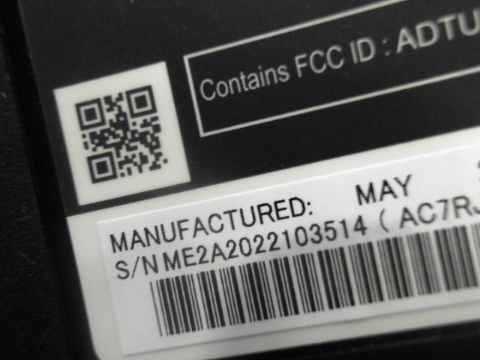 Contains FCC ID : ADTU
MANUFACTURED: MAY
S/N ME2A2022103514 ( AC7RJ